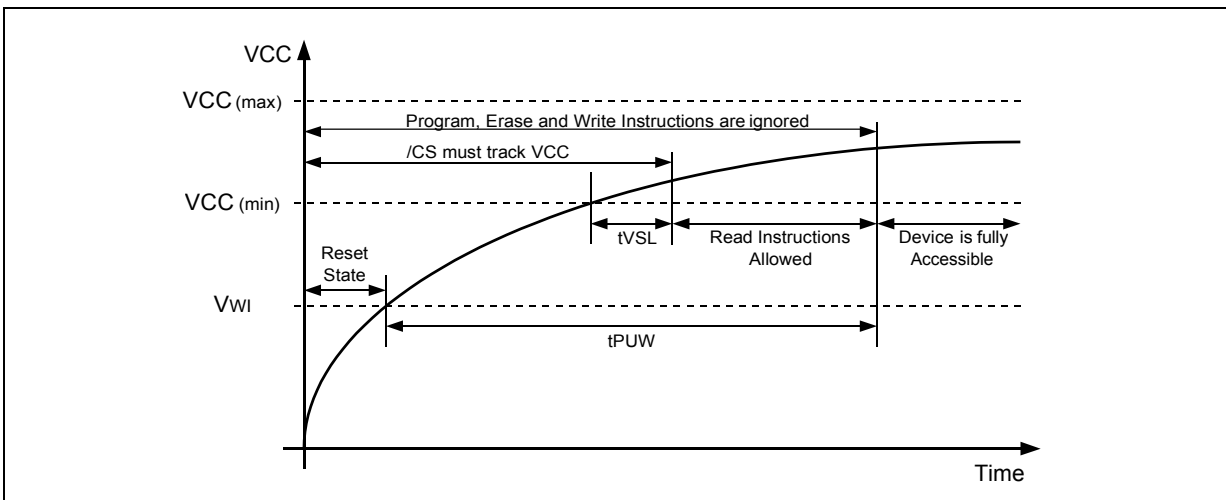 VCC
VCC (max)
Program, Erase and Write Instructions are ignored
/CS must track VCC
VCC (min)
tVSL
Read Instructions
Allowed
Device is fully
Accessible
Reset
State
VWI
tPUW
Time